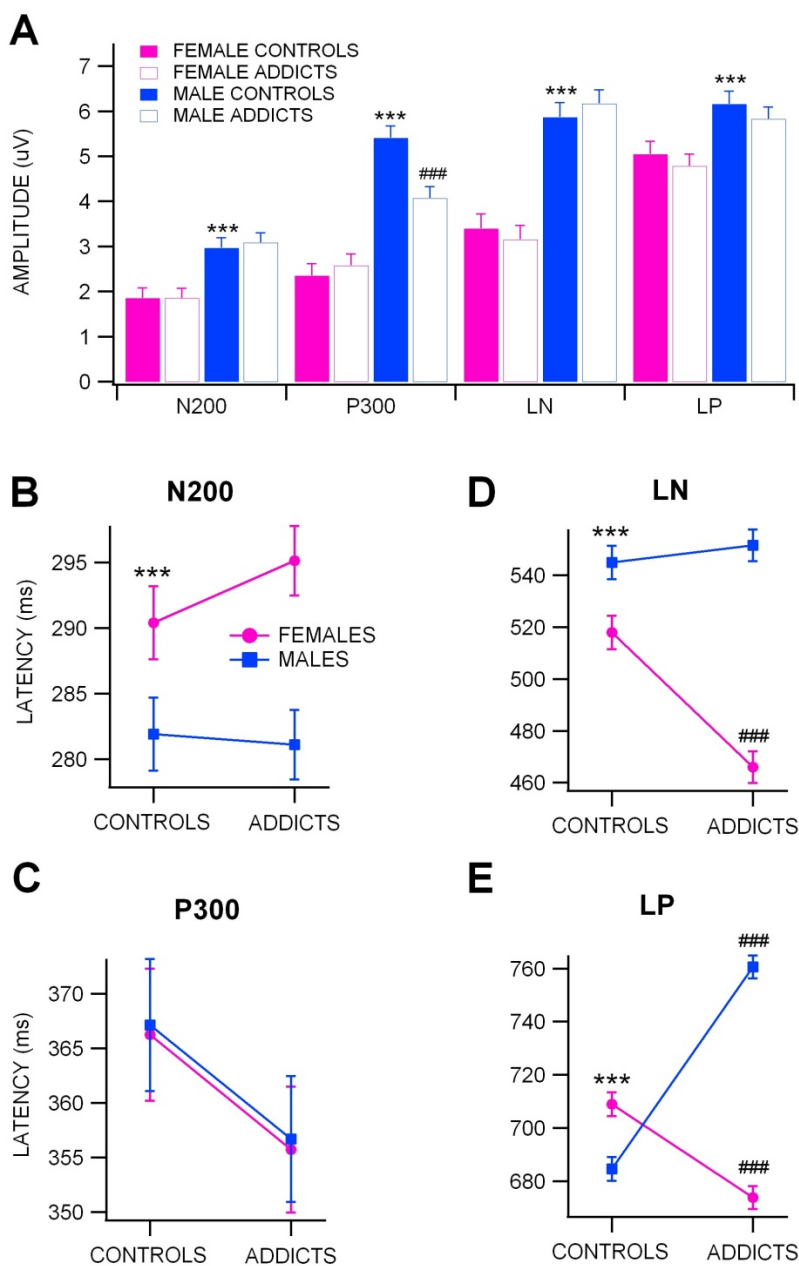 A
FEMALE CONTROLS
FEMALE ADDICTS
MALE CONTROLS
MALE ADDICTS
AMPLITUDE (uV)
7
6
5
4
3
2
1
0
***
***
###
***
***
N200 P300 LN LP
B N200
LATENCY (ms)
295
290
285
280
***
FEMALES
MALES
CONTROLS ADDICTS
D LN
540
520
500
480
460
***
###
CONTROLS ADDICTS
C P300
LATENCY (ms)
370
365
360
355
350
CONTROLS ADDICTS
E LP
760
740
720
700
680
###
***
###
CONTROLS ADDICTS